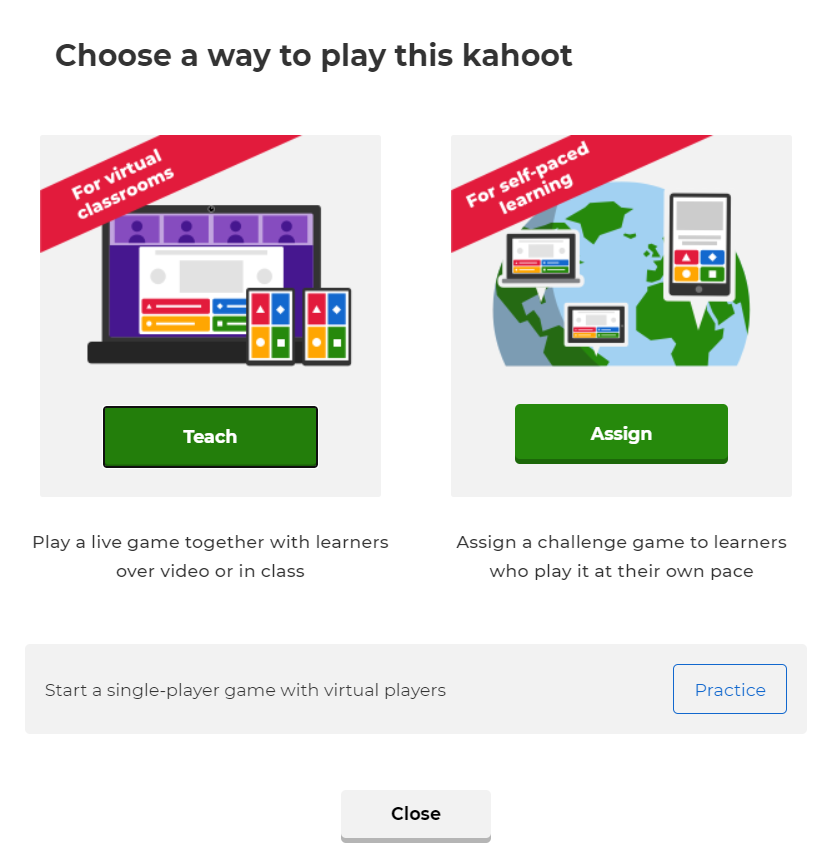 Choose a way to play this kahoot
For virtual
classrooms
Teach
Play a live game together with learners
over video or in class
For self-paced
learning
Assign
Assign a challenge game to learners
who play it at their own pace
Start a single-player game with virtual players
Practice
Close